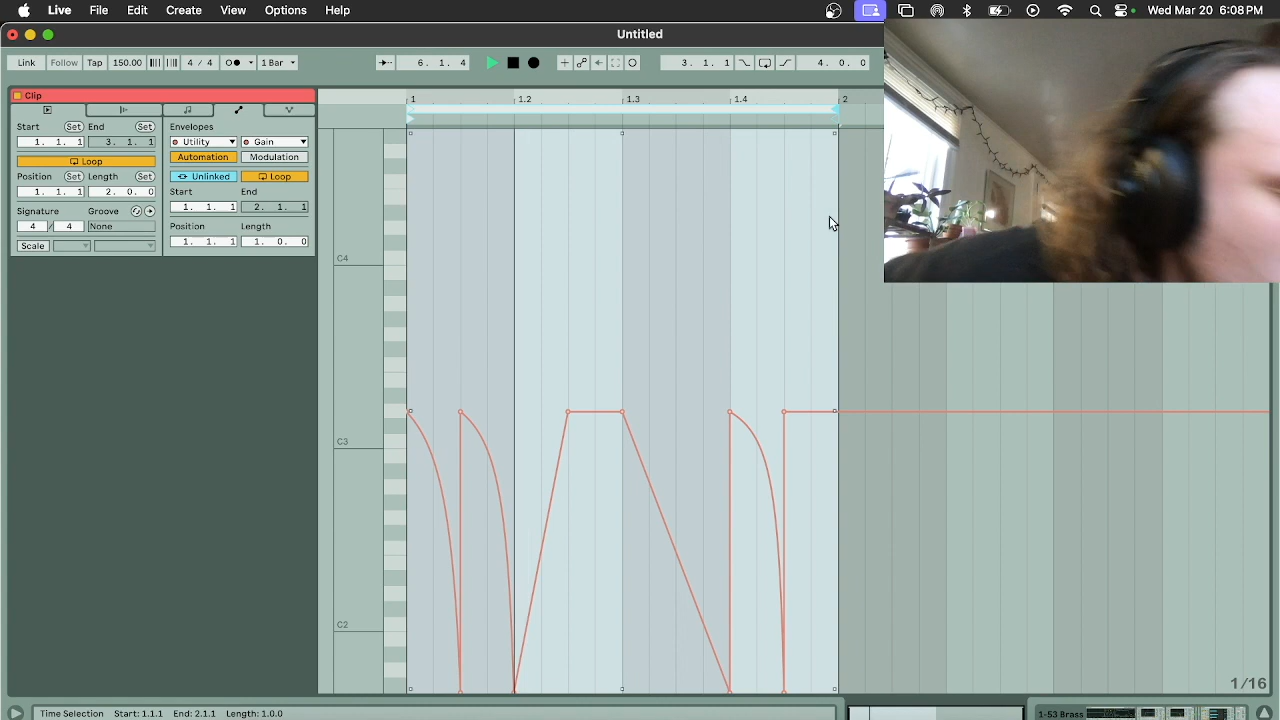 Live File Edit Create View Options Help Wed Mar 20 6:08 PM
Untitled
Link Follow Tap 150.00 4 / 4 1 Bar 6. 1. 4 3. 1. 1 4. 0. 0
Clip
1 1.2 1.3 1.4 2
Start Set End Set Envelopes
1. 1. 1 3. 1. 1 Utility Gain
Loop Automation Modulation
Position Set Length Set Unlinked Loop
1. 1. 1 2. 0. 0 Start End
Signature Groove 1. 1. 1 2. 1. 1
4 / 4 None Position Length
Scale 1. 1. 1 1. 0. 0
C4
C3
C2
1/16
Time Selection Start: 1.1.1 End: 2.1.1 Length: 1.0.0 1-53 Brass